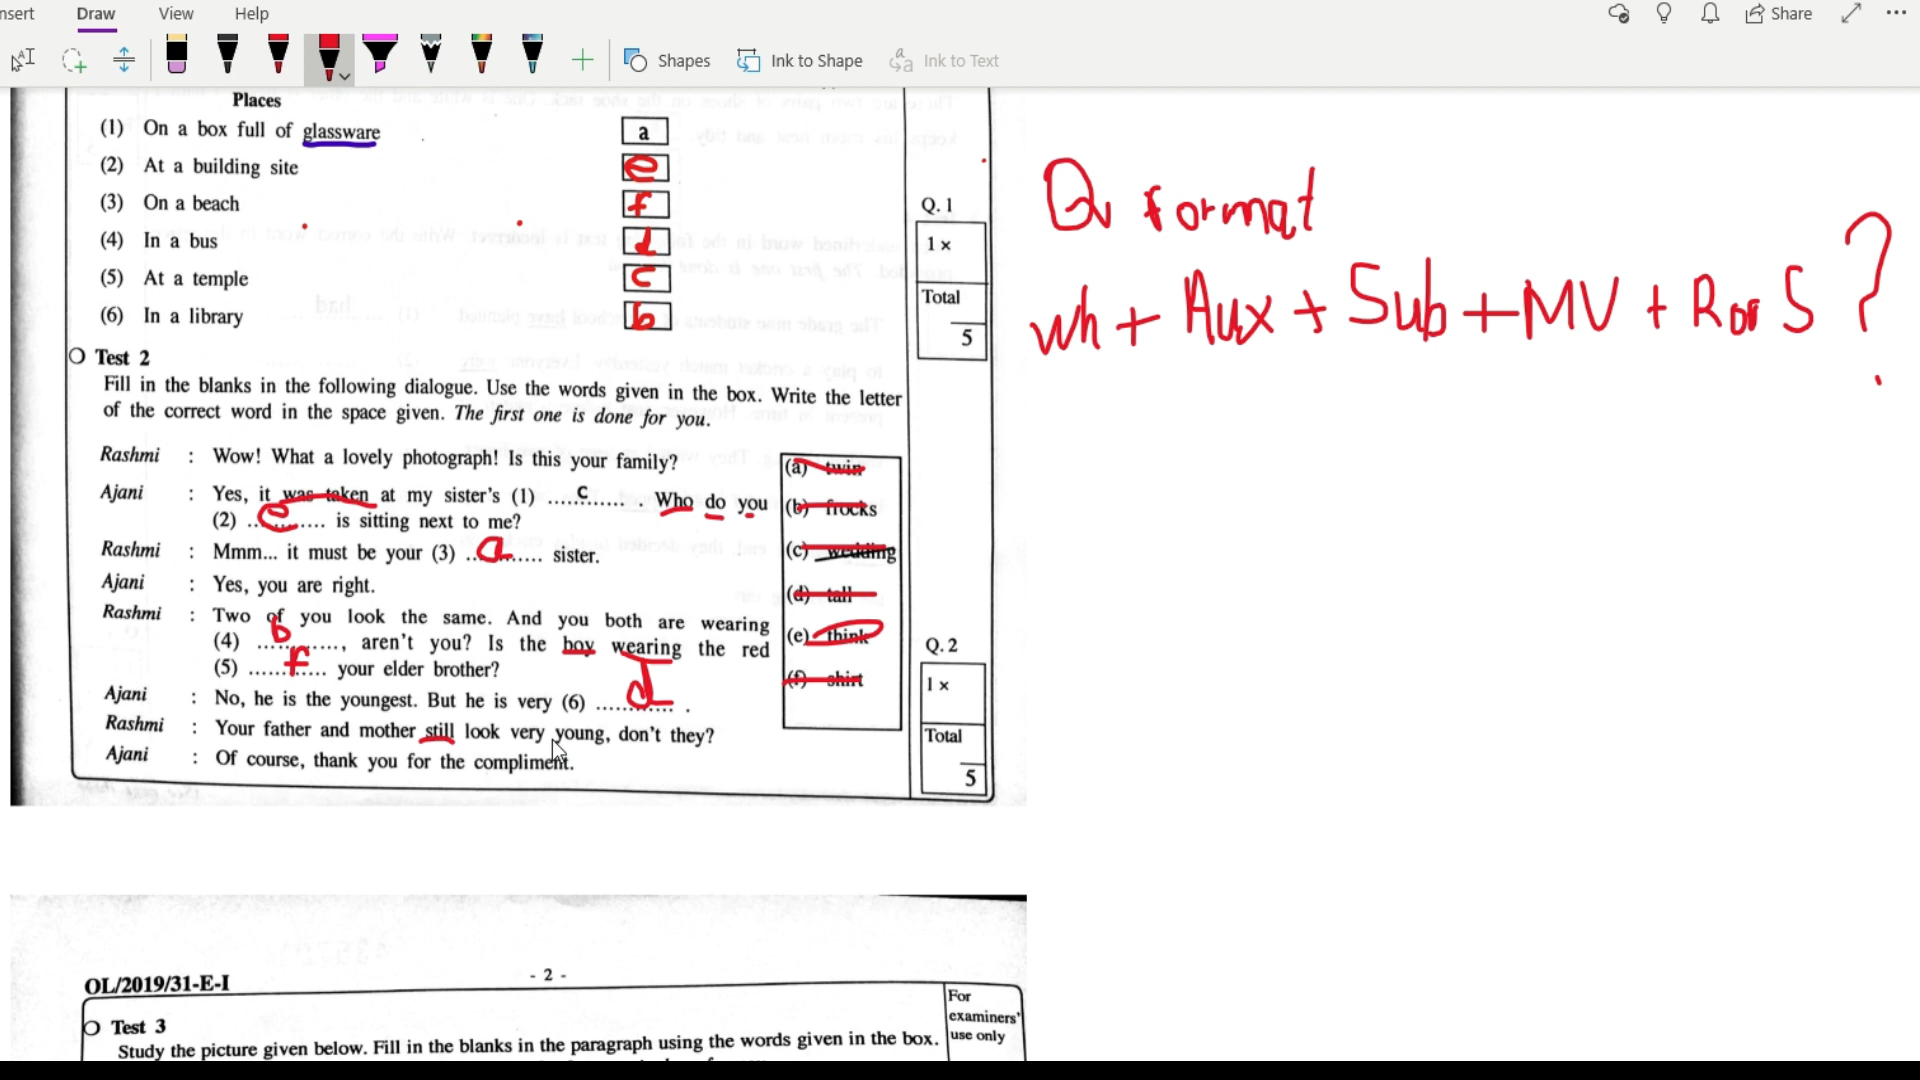 nsert Draw View Help Share
Shapes Ink to Shape Ink to Text
Places
(1) On a box full of glassware a
(2) At a building site e
(3) On a beach f
(4) In a bus d
(5) At a temple c
(6) In a library b
Q. 1
1 ×
Total
5
Test 2
Fill in the blanks in the following dialogue. Use the words given in the box. Write the letter
of the correct word in the space given. The first one is done for you.
Rashmi : Wow! What a lovely photograph! Is this your family?
Ajani : Yes, it was taken at my sister's (1) ......c...... . Who do you
(2) ...e...... is sitting next to me?
Rashmi : Mmm... it must be your (3) ...a...... sister.
Ajani : Yes, you are right.
Rashmi : Two of you look the same. And you both are wearing
(4) ...b......, aren't you? Is the boy wearing the red
(5) ......f...... your elder brother?
Ajani : No, he is the youngest. But he is very (6) ......d...... .
Rashmi : Your father and mother still look very young, don't they?
Ajani : Of course, thank you for the compliment.
(a) twin
(b) frocks
(c) wedding
(d) tall
(e) think
(f) shirt
Q. 2
1 ×
Total
5
Qu format
wh + Aux + Sub + MV + R or S ?
OL/2019/31-E-I
- 2 -
For
examiners'
use only
Test 3
Study the picture given below. Fill in the blanks in the paragraph using the words given in the box.